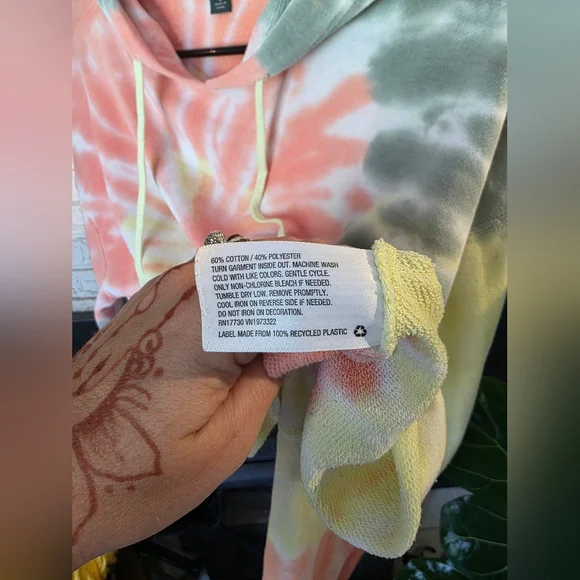 60% COTTON / 40% POLYESTER
TURN GARMENT INSIDE OUT. MACHINE WASH
COLD WITH LIKE COLORS. GENTLE CYCLE.
ONLY NON-CHLORINE BLEACH IF NEEDED.
TUMBLE DRY LOW. REMOVE PROMPTLY.
COOL IRON ON REVERSE SIDE IF NEEDED.
DO NOT IRON ON DECORATION.
RN17730 VN1973322
LABEL MADE FROM 100% RECYCLED PLASTIC